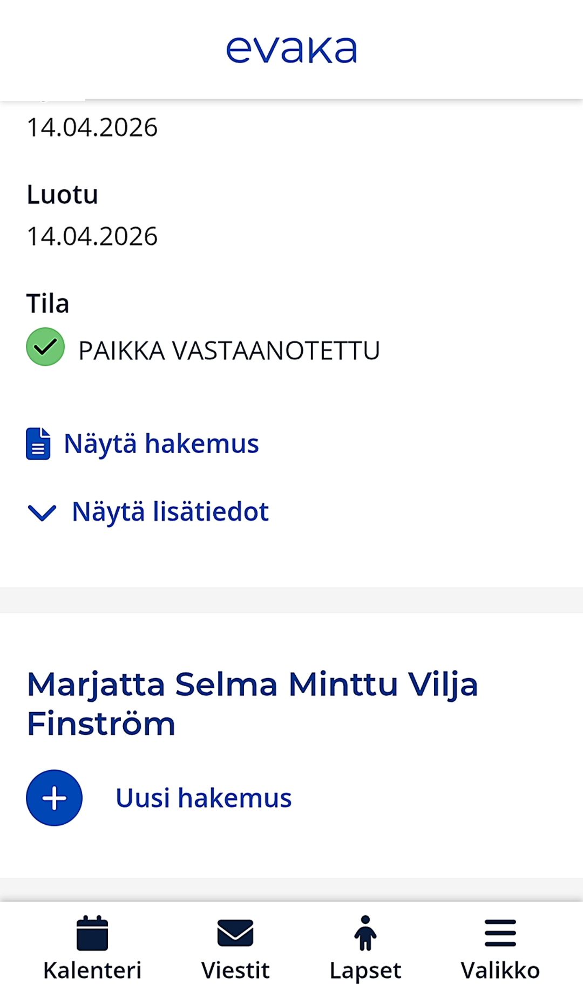 evaka
14.04.2026
Luotu
14.04.2026
Tila
PAIKKA VASTAANOTETTU
Näytä hakemus
Näytä lisätiedot
Marjatta Selma Minttu Vilja
Finström
Uusi hakemus
Kalenteri
Viestit
Lapset
Valikko